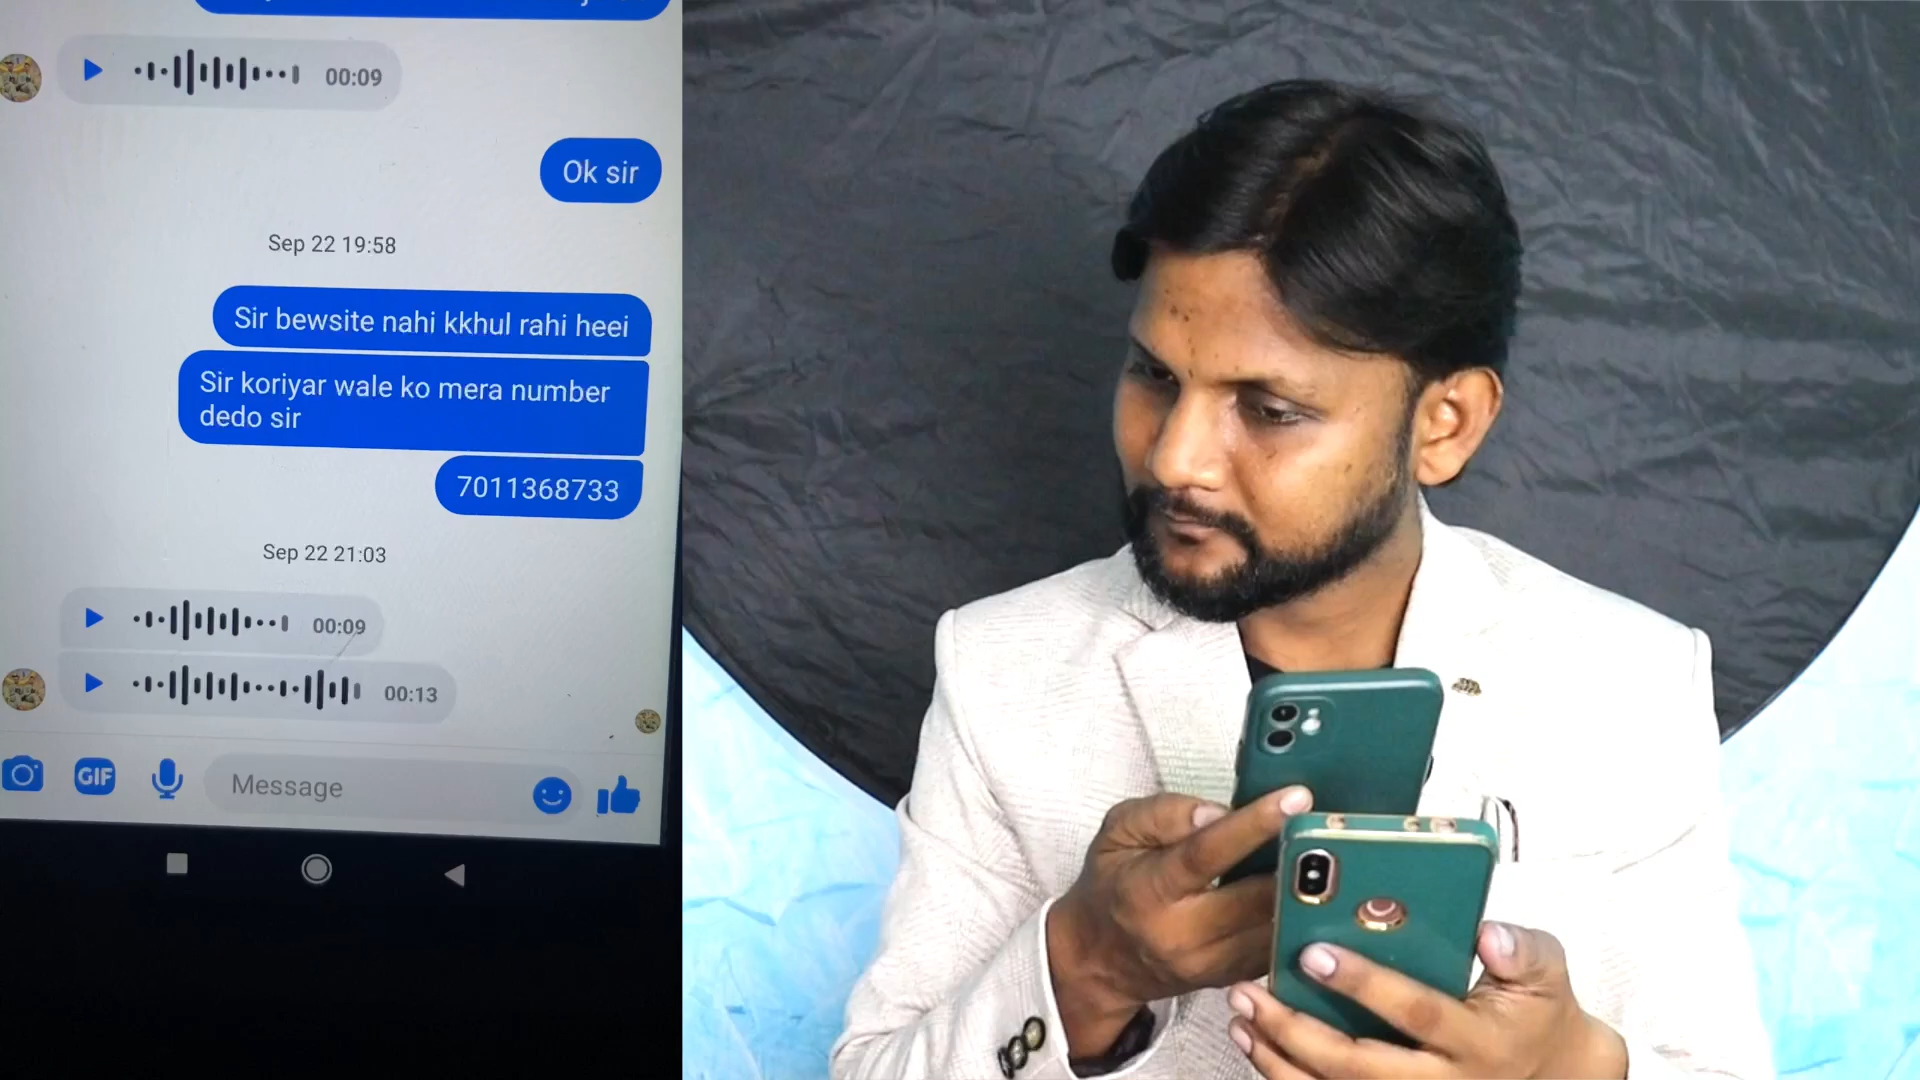 00:09
Ok sir
Sep 22 19:58
Sir bewsite nahi kkhul rahi heei
Sir koriyar wale ko mera number
dedo sir
7011368733
Sep 22 21:03
00:09
00:13
GIF
Message